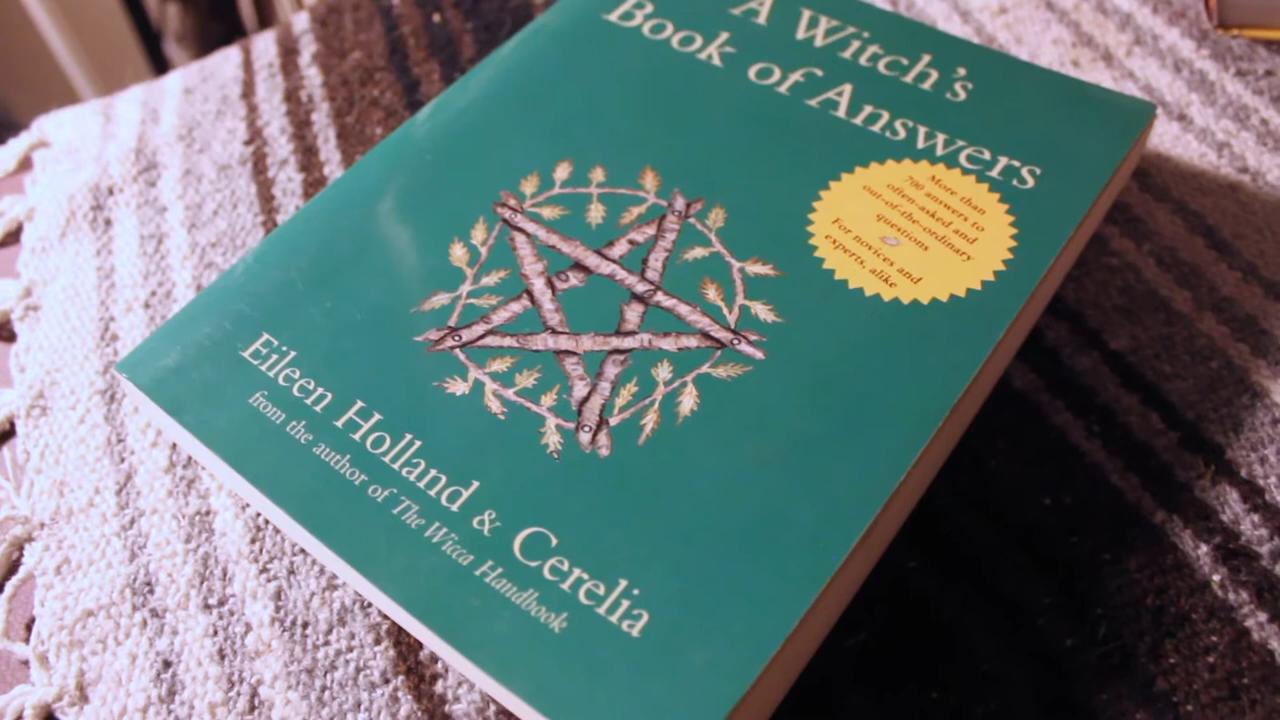 A Witch's
Book of Answers
More than
700 answers to
often-asked and
out-of-the-ordinary
questions
For novices and
experts, alike
Eileen Holland & Cerelia
from the author of The Wicca Handbook